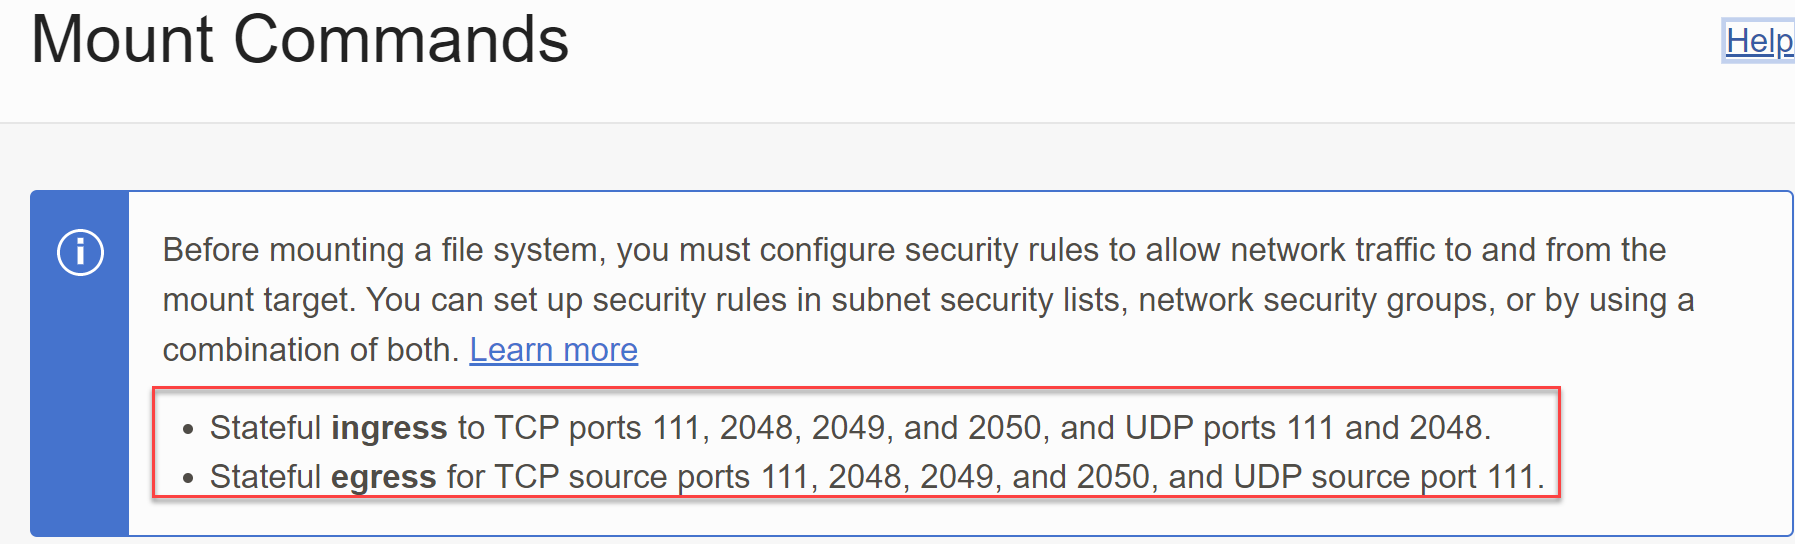 Mount Commands
Help
Before mounting a file system, you must configure security rules to allow network traffic to and from the
mount target. You can set up security rules in subnet security lists, network security groups, or by using a
combination of both. Learn more
• Stateful ingress to TCP ports 111, 2048, 2049, and 2050, and UDP ports 111 and 2048.
• Stateful egress for TCP source ports 111, 2048, 2049, and 2050, and UDP source port 111.